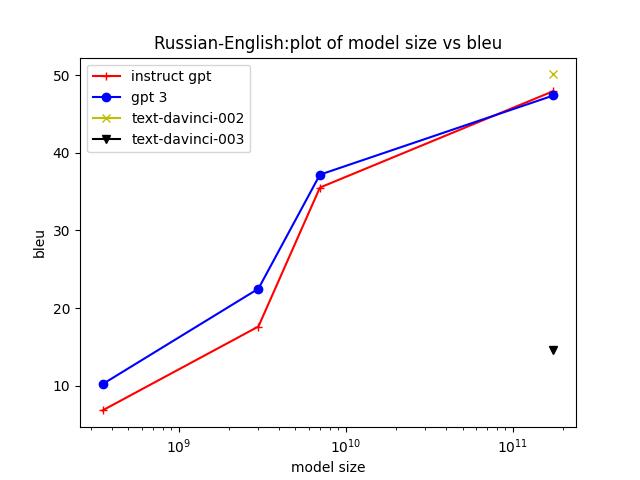 Russian-English:plot of model size vs bleu
instruct gpt
gpt 3
text-davinci-002
text-davinci-003
50
40
30
20
10
bleu
10⁹
10¹⁰
10¹¹
model size